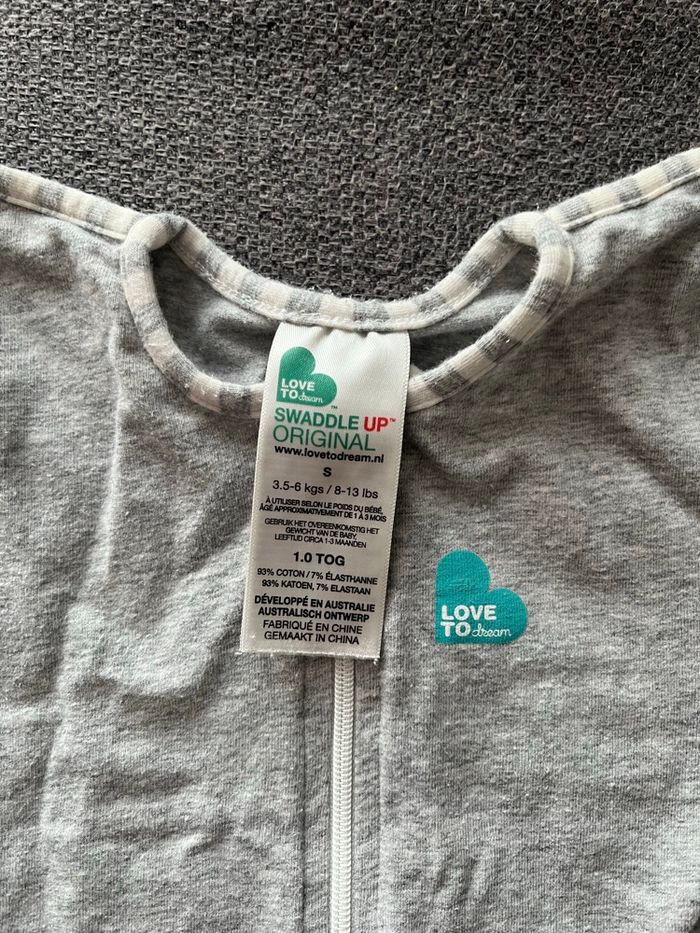 LOVE
TO dream™
SWADDLE UP™
ORIGINAL
www.lovetodream.nl
S
3.5-6 kgs / 8-13 lbs
À UTILISER SELON LE POIDS DU BÉBÉ,
ÂGÉ APPROXIMATIVEMENT DE 1 À 3 MOIS
GEBRUIK HET OVEREENKOMSTIG HET
GEWICHT VAN DE BABY,
LEEFTIJD CIRCA 1-3 MAANDEN
1.0 TOG
93% COTON / 7% ÉLASTHANNE
93% KATOEN, 7% ELASTAAN
DÉVELOPPÉ EN AUSTRALIE
AUSTRALISCH ONTWERP
FABRIQUÉ EN CHINE
GEMAAKT IN CHINA
LOVE
TO dream